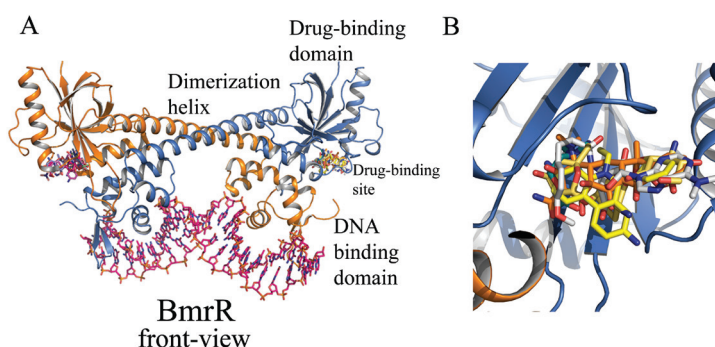 A
Drug-binding
domain
B
Dimerization
helix
Drug-binding
site
DNA
binding
domain
BmrR
front-view